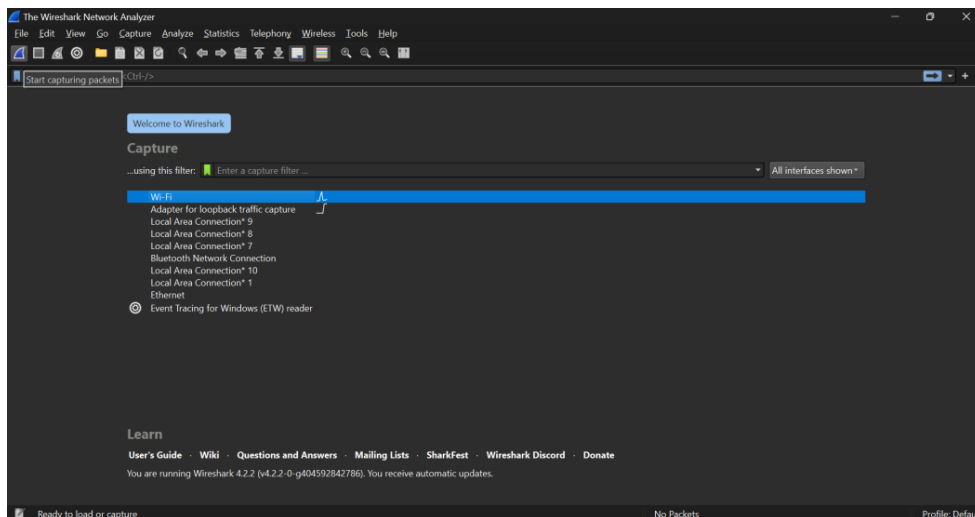 The Wireshark Network Analyzer
File Edit View Go Capture Analyze Statistics Telephony Wireless Tools Help
Start capturing packets <Ctrl-/>
Welcome to Wireshark
Capture
...using this filter: Enter a capture filter ... All interfaces shown
Wi-Fi
Adapter for loopback traffic capture
Local Area Connection* 9
Local Area Connection* 8
Local Area Connection* 7
Bluetooth Network Connection
Local Area Connection* 10
Local Area Connection* 1
Ethernet
Event Tracing for Windows (ETW) reader
Learn
User's Guide · Wiki · Questions and Answers · Mailing Lists · SharkFest · Wireshark Discord · Donate
You are running Wireshark 4.2.2 (v4.2.2-0-g404592842786). You receive automatic updates.
Ready to load or capture No Packets Profile: Defau